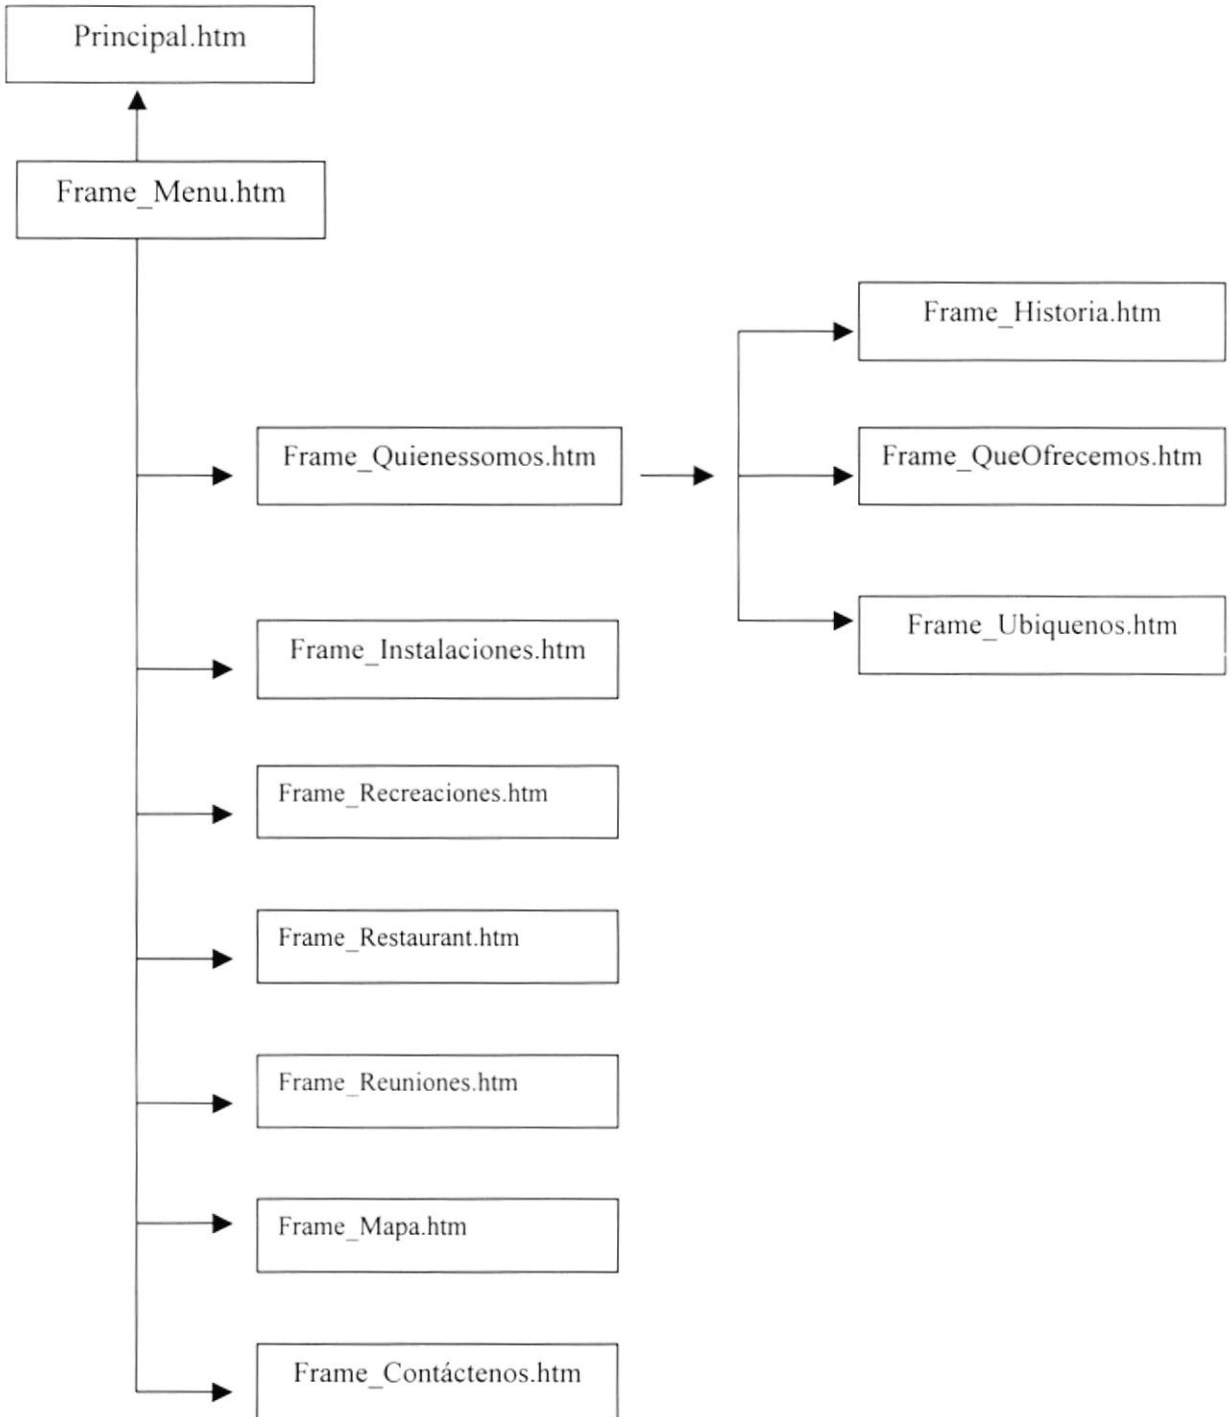 Principal.htm
Frame_Menu.htm
Frame_Historia.htm
Frame_Quienessomos.htm
Frame_QueOfrecemos.htm
Frame_Ubiquenos.htm
Frame_Instalaciones.htm
Frame_Recreaciones.htm
Frame_Restaurant.htm
Frame_Reuniones.htm
Frame_Mapa.htm
Frame_Contáctenos.htm